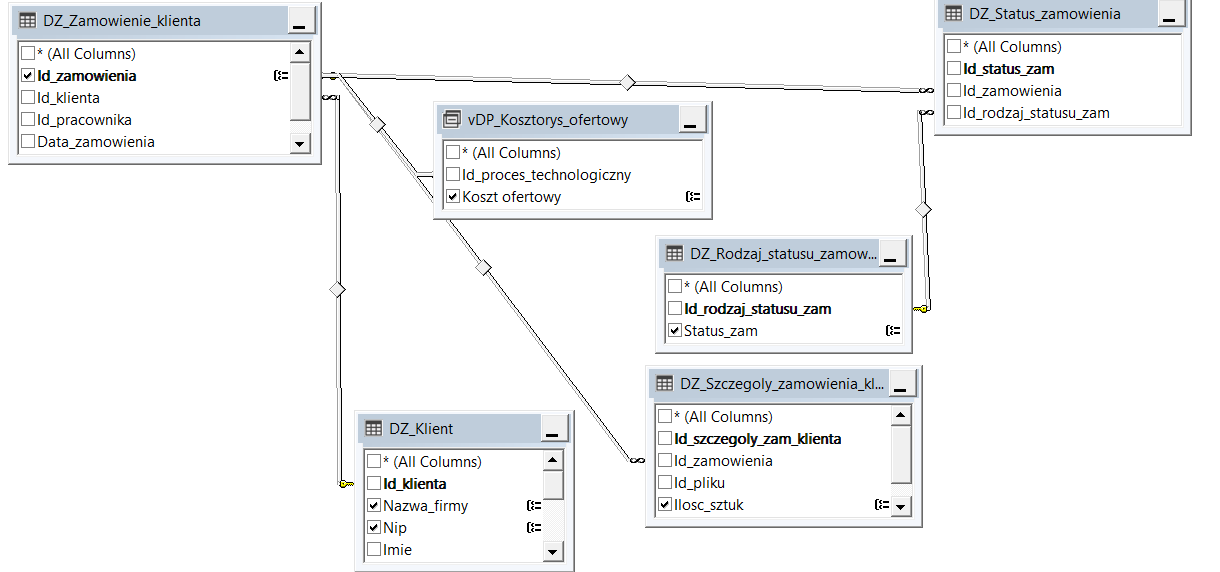 DZ_Zamowienie_klienta
* (All Columns)
Id_zamowienia
Id_klienta
Id_pracownika
Data_zamowienia
DZ_Status_zamowienia
* (All Columns)
Id_status_zam
Id_zamowienia
Id_rodzaj_statusu_zam
vDP_Kosztorys_ofertowy
* (All Columns)
Id_proces_technologiczny
Koszt ofertowy
DZ_Rodzaj_statusu_zamow...
* (All Columns)
Id_rodzaj_statusu_zam
Status_zam
DZ_Szczegoly_zamowienia_kl...
* (All Columns)
Id_szczegoly_zam_klienta
Id_zamowienia
Id_pliku
Ilosc_sztuk
DZ_Klient
* (All Columns)
Id_klienta
Nazwa_firmy
Nip
Imie